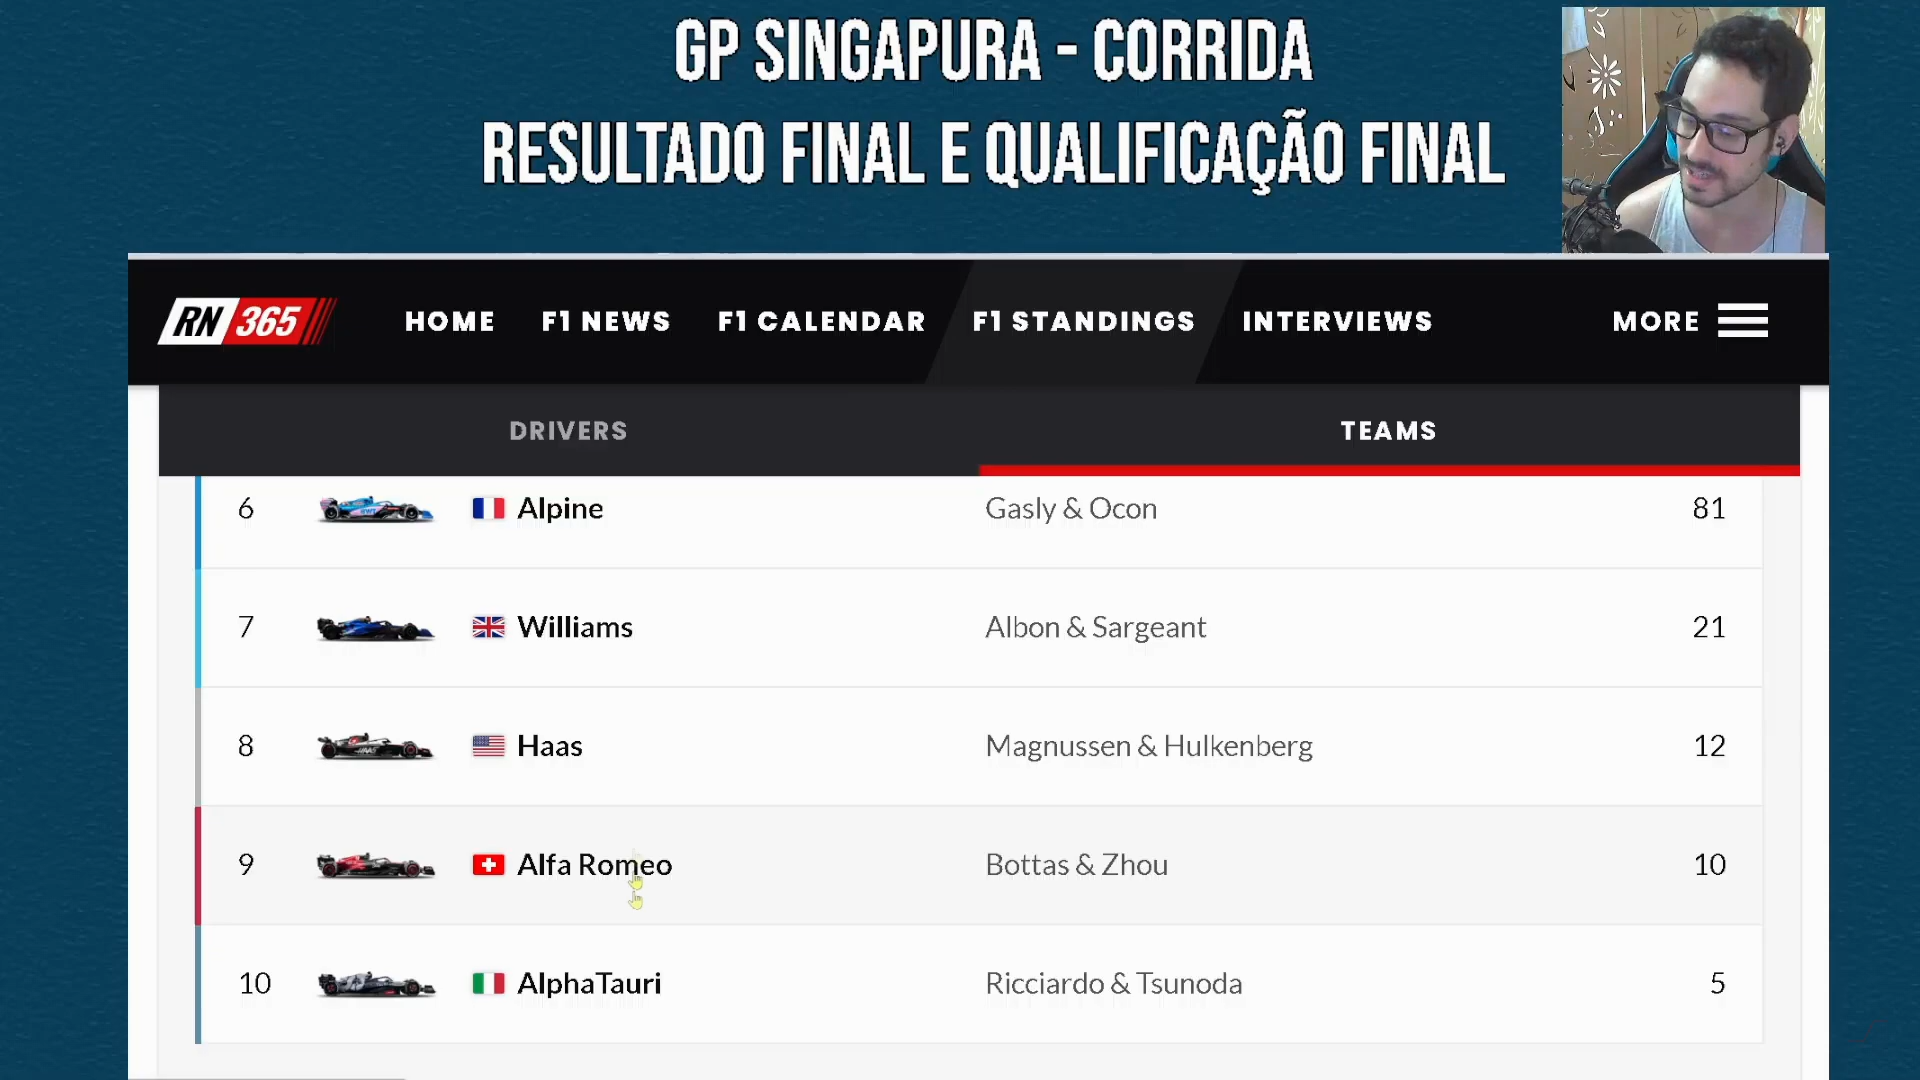 GP SINGAPURA - CORRIDA
RESULTADO FINAL E QUALIFICAÇÃO FINAL
RN 365 HOME F1 NEWS F1 CALENDAR F1 STANDINGS INTERVIEWS MORE
DRIVERS TEAMS
6 Alpine Gasly & Ocon 81
7 Williams Albon & Sargeant 21
8 Haas Magnussen & Hulkenberg 12
9 Alfa Romeo Bottas & Zhou 10
10 AlphaTauri Ricciardo & Tsunoda 5